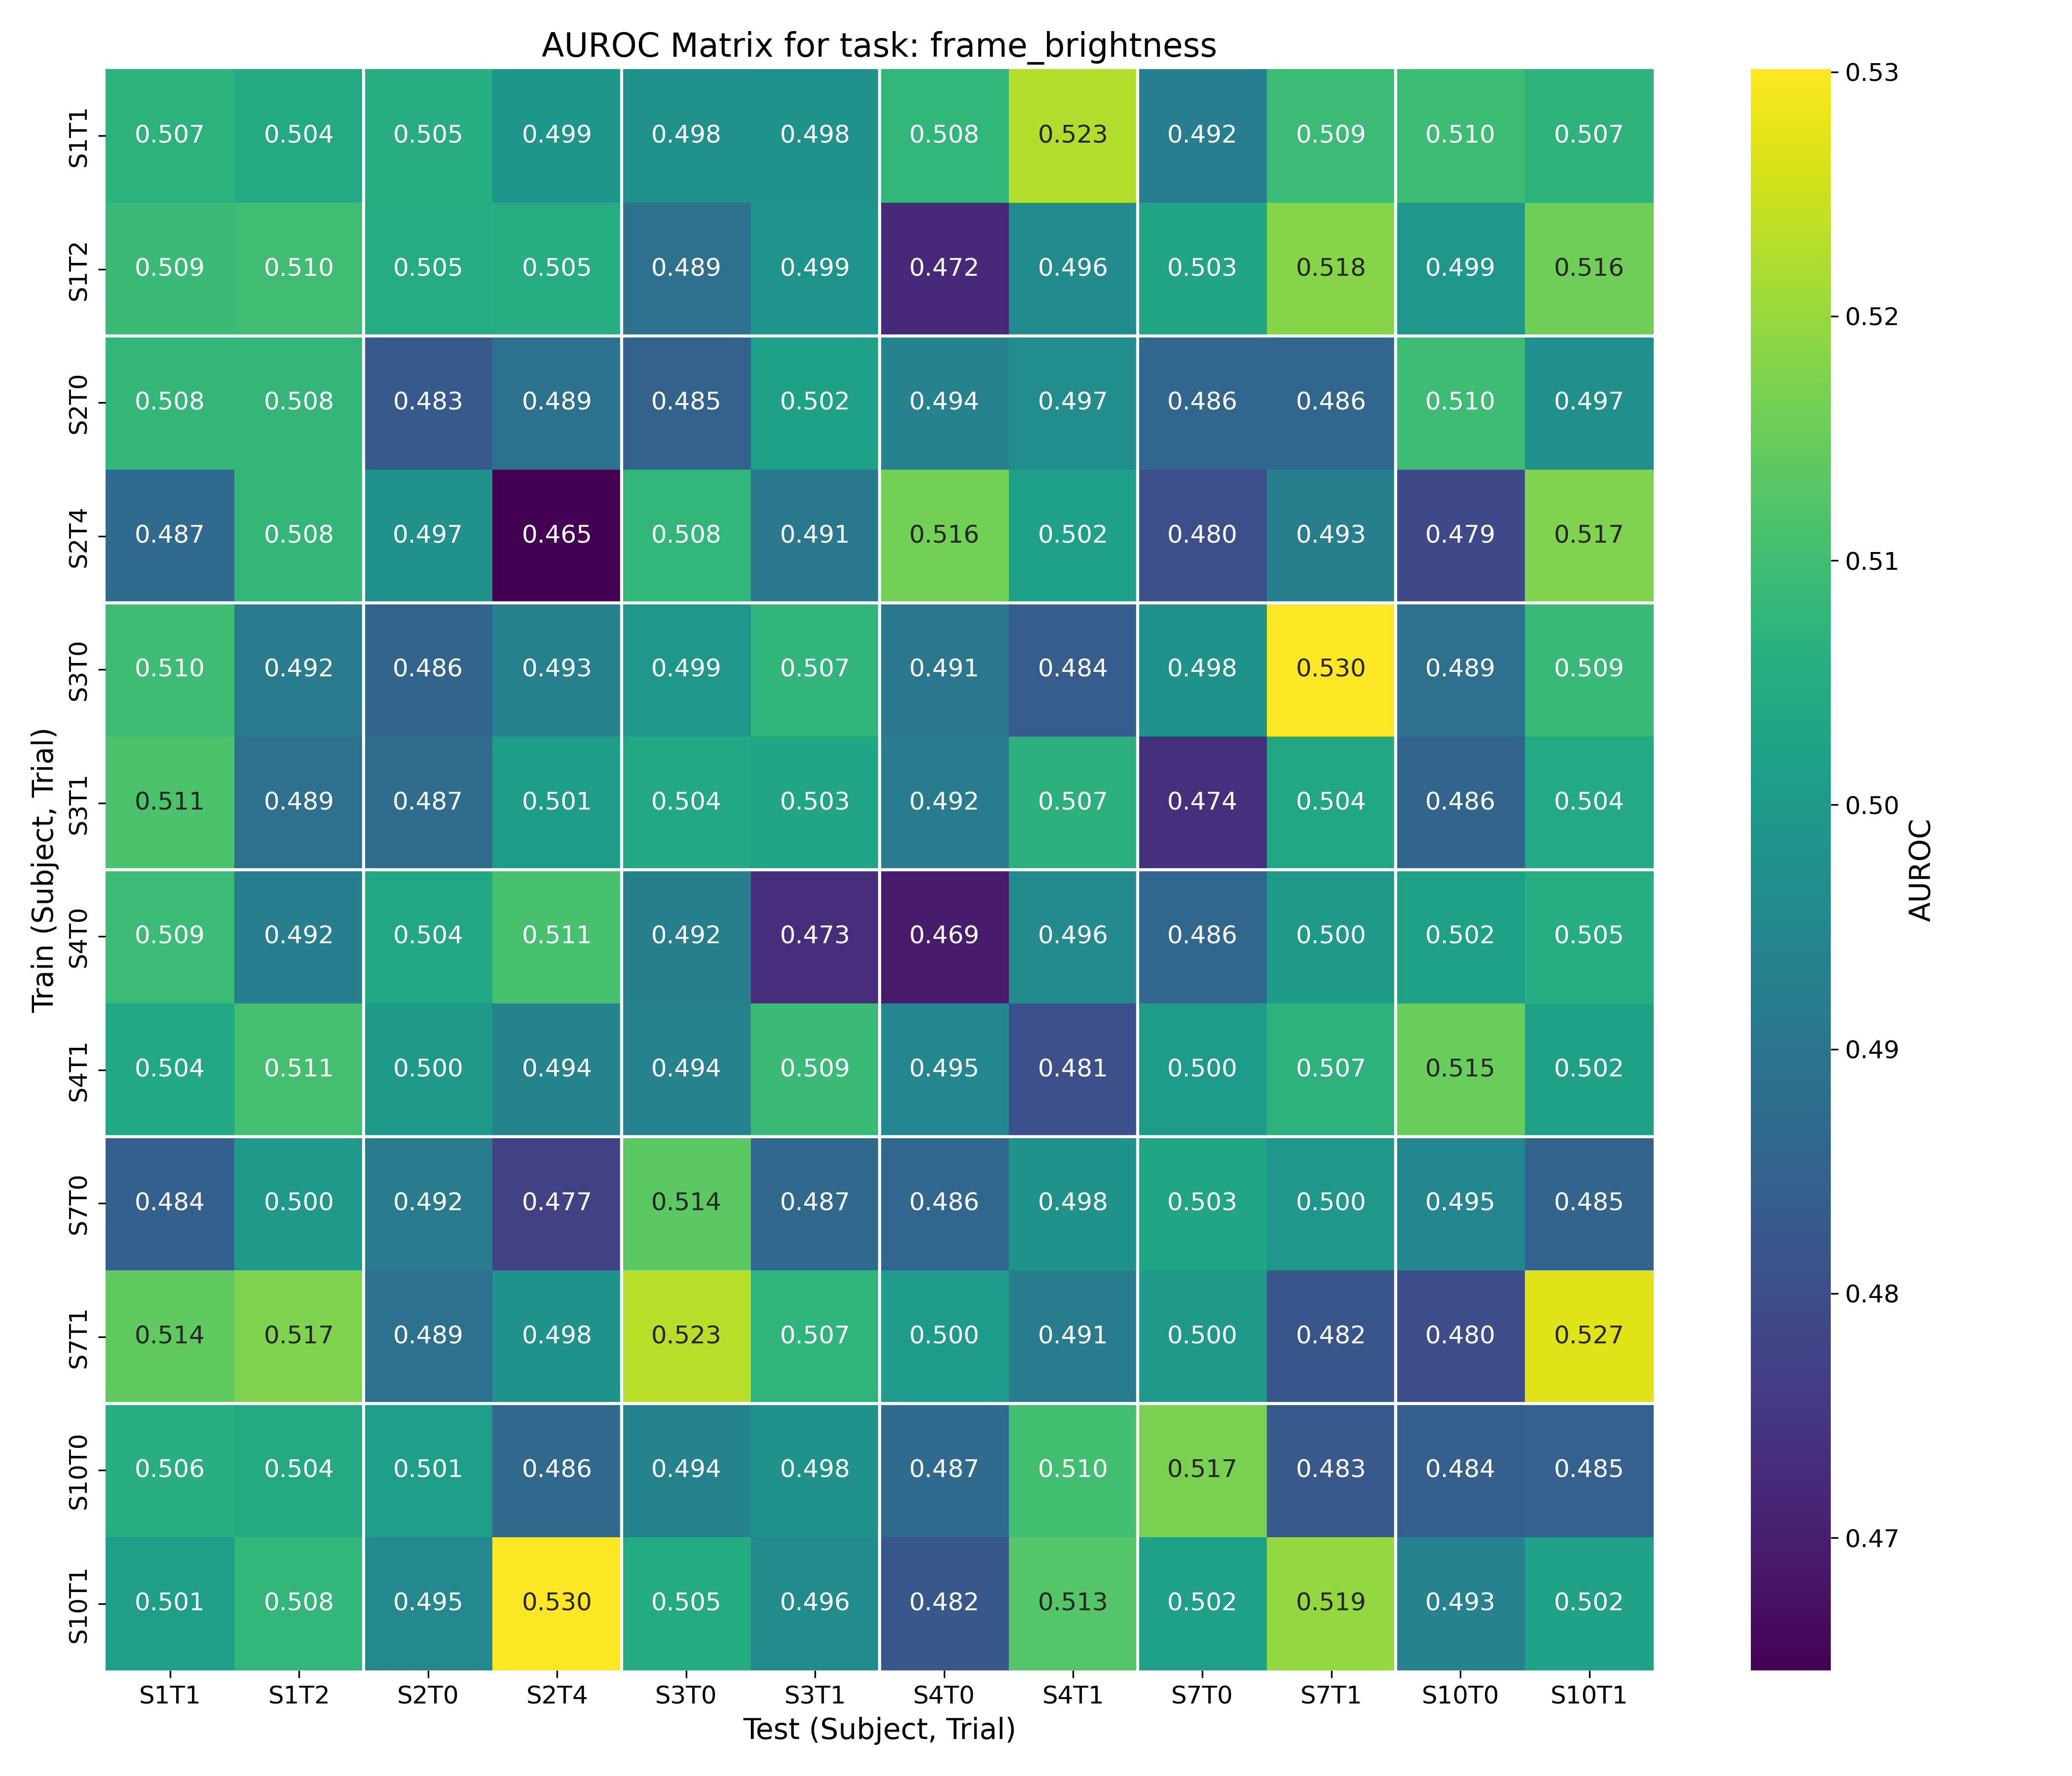 AUROC Matrix for task: frame_brightness
S1T1 0.507 0.504 0.505 0.499 0.498 0.498 0.508 0.523 0.492 0.509 0.510 0.507
S1T2 0.509 0.510 0.505 0.505 0.489 0.499 0.472 0.496 0.503 0.518 0.499 0.516
S2T0 0.508 0.508 0.483 0.489 0.485 0.502 0.494 0.497 0.486 0.486 0.510 0.497
S2T4 0.487 0.508 0.497 0.465 0.508 0.491 0.516 0.502 0.480 0.493 0.479 0.517
S3T0 0.510 0.492 0.486 0.493 0.499 0.507 0.491 0.484 0.498 0.530 0.489 0.509
S3T1 0.511 0.489 0.487 0.501 0.504 0.503 0.492 0.507 0.474 0.504 0.486 0.504
S4T0 0.509 0.492 0.504 0.511 0.492 0.473 0.469 0.496 0.486 0.500 0.502 0.505
S4T1 0.504 0.511 0.500 0.494 0.494 0.509 0.495 0.481 0.500 0.507 0.515 0.502
S7T0 0.484 0.500 0.492 0.477 0.514 0.487 0.486 0.498 0.503 0.500 0.495 0.485
S7T1 0.514 0.517 0.489 0.498 0.523 0.507 0.500 0.491 0.500 0.482 0.480 0.527
S10T0 0.506 0.504 0.501 0.486 0.494 0.498 0.487 0.510 0.517 0.483 0.484 0.485
S10T1 0.501 0.508 0.495 0.530 0.505 0.496 0.482 0.513 0.502 0.519 0.493 0.502
S1T1 S1T2 S2T0 S2T4 S3T0 S3T1 S4T0 S4T1 S7T0 S7T1 S10T0 S10T1
Test (Subject, Trial)
Train (Subject, Trial)
0.53
0.52
0.51
0.50
0.49
0.48
0.47
AUROC